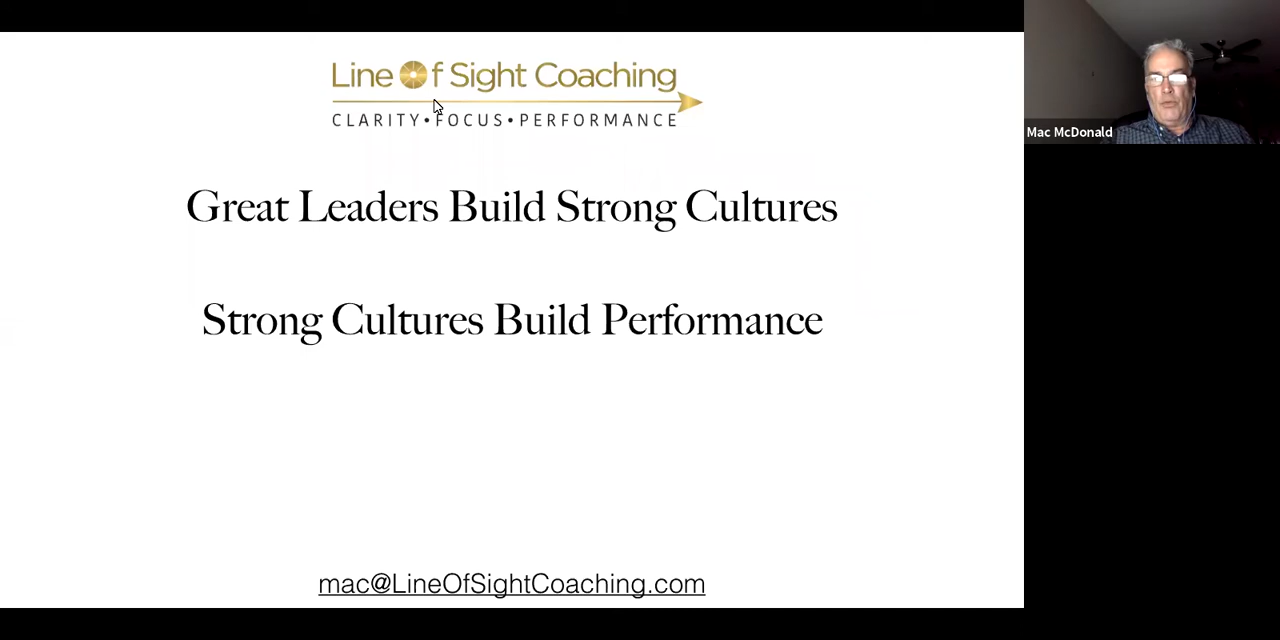 Line Of Sight Coaching
CLARITY•FOCUS•PERFORMANCE
Great Leaders Build Strong Cultures
Strong Cultures Build Performance
mac@LineOfSightCoaching.com
Mac McDonald